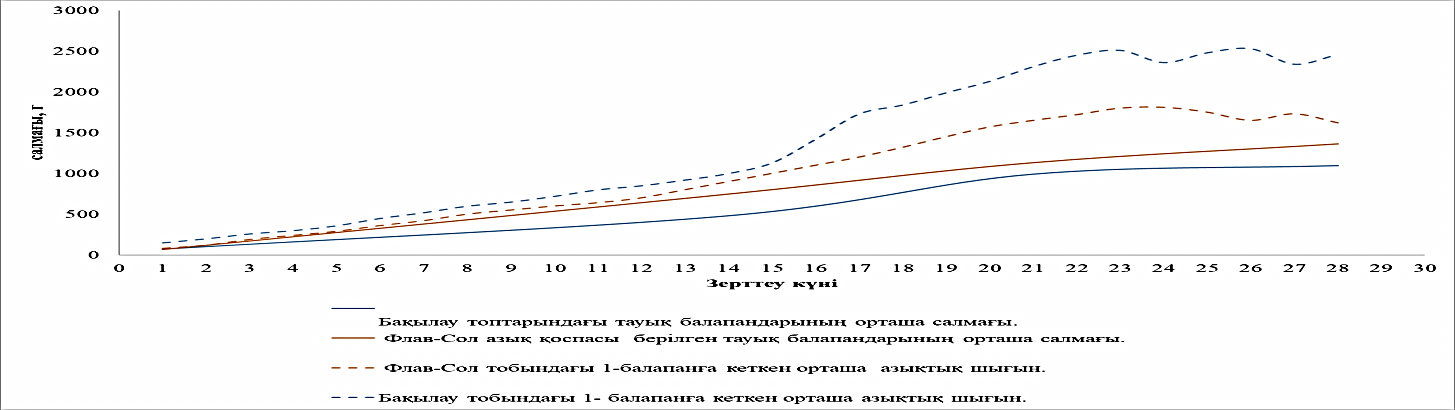 3000
2500
2000
1500
1000
500
0
салмағы, г
0 1 2 3 4 5 6 7 8 9 10 11 12 13 14 15 16 17 18 19 20 21 22 23 24 25 26 27 28 29 30
Зерттеу күні
Бақылау топтарындағы тауық балапандарының орташа салмағы.
Флав-Сол азық қоспасы берілген тауық балапандарының орташа салмағы.
Флав-Сол тобындағы 1-балапанға кеткен орташа азықтық шығын.
Бақылау тобындағы 1- балапанға кеткен орташа азықтық шығын.